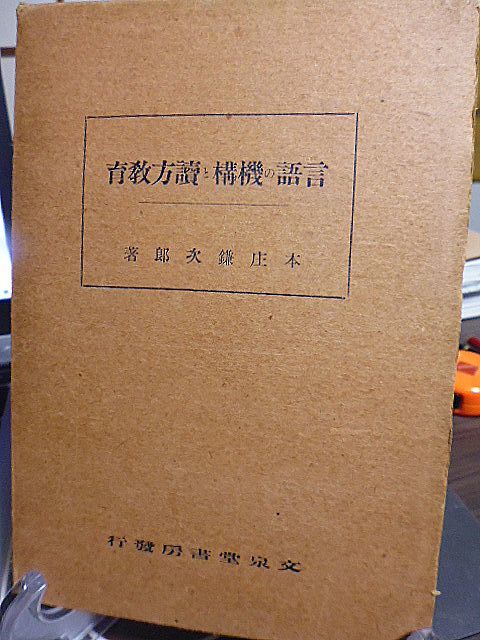 言語の機構と讀方敎育
本庄鎌次郎著
文泉堂書房發行